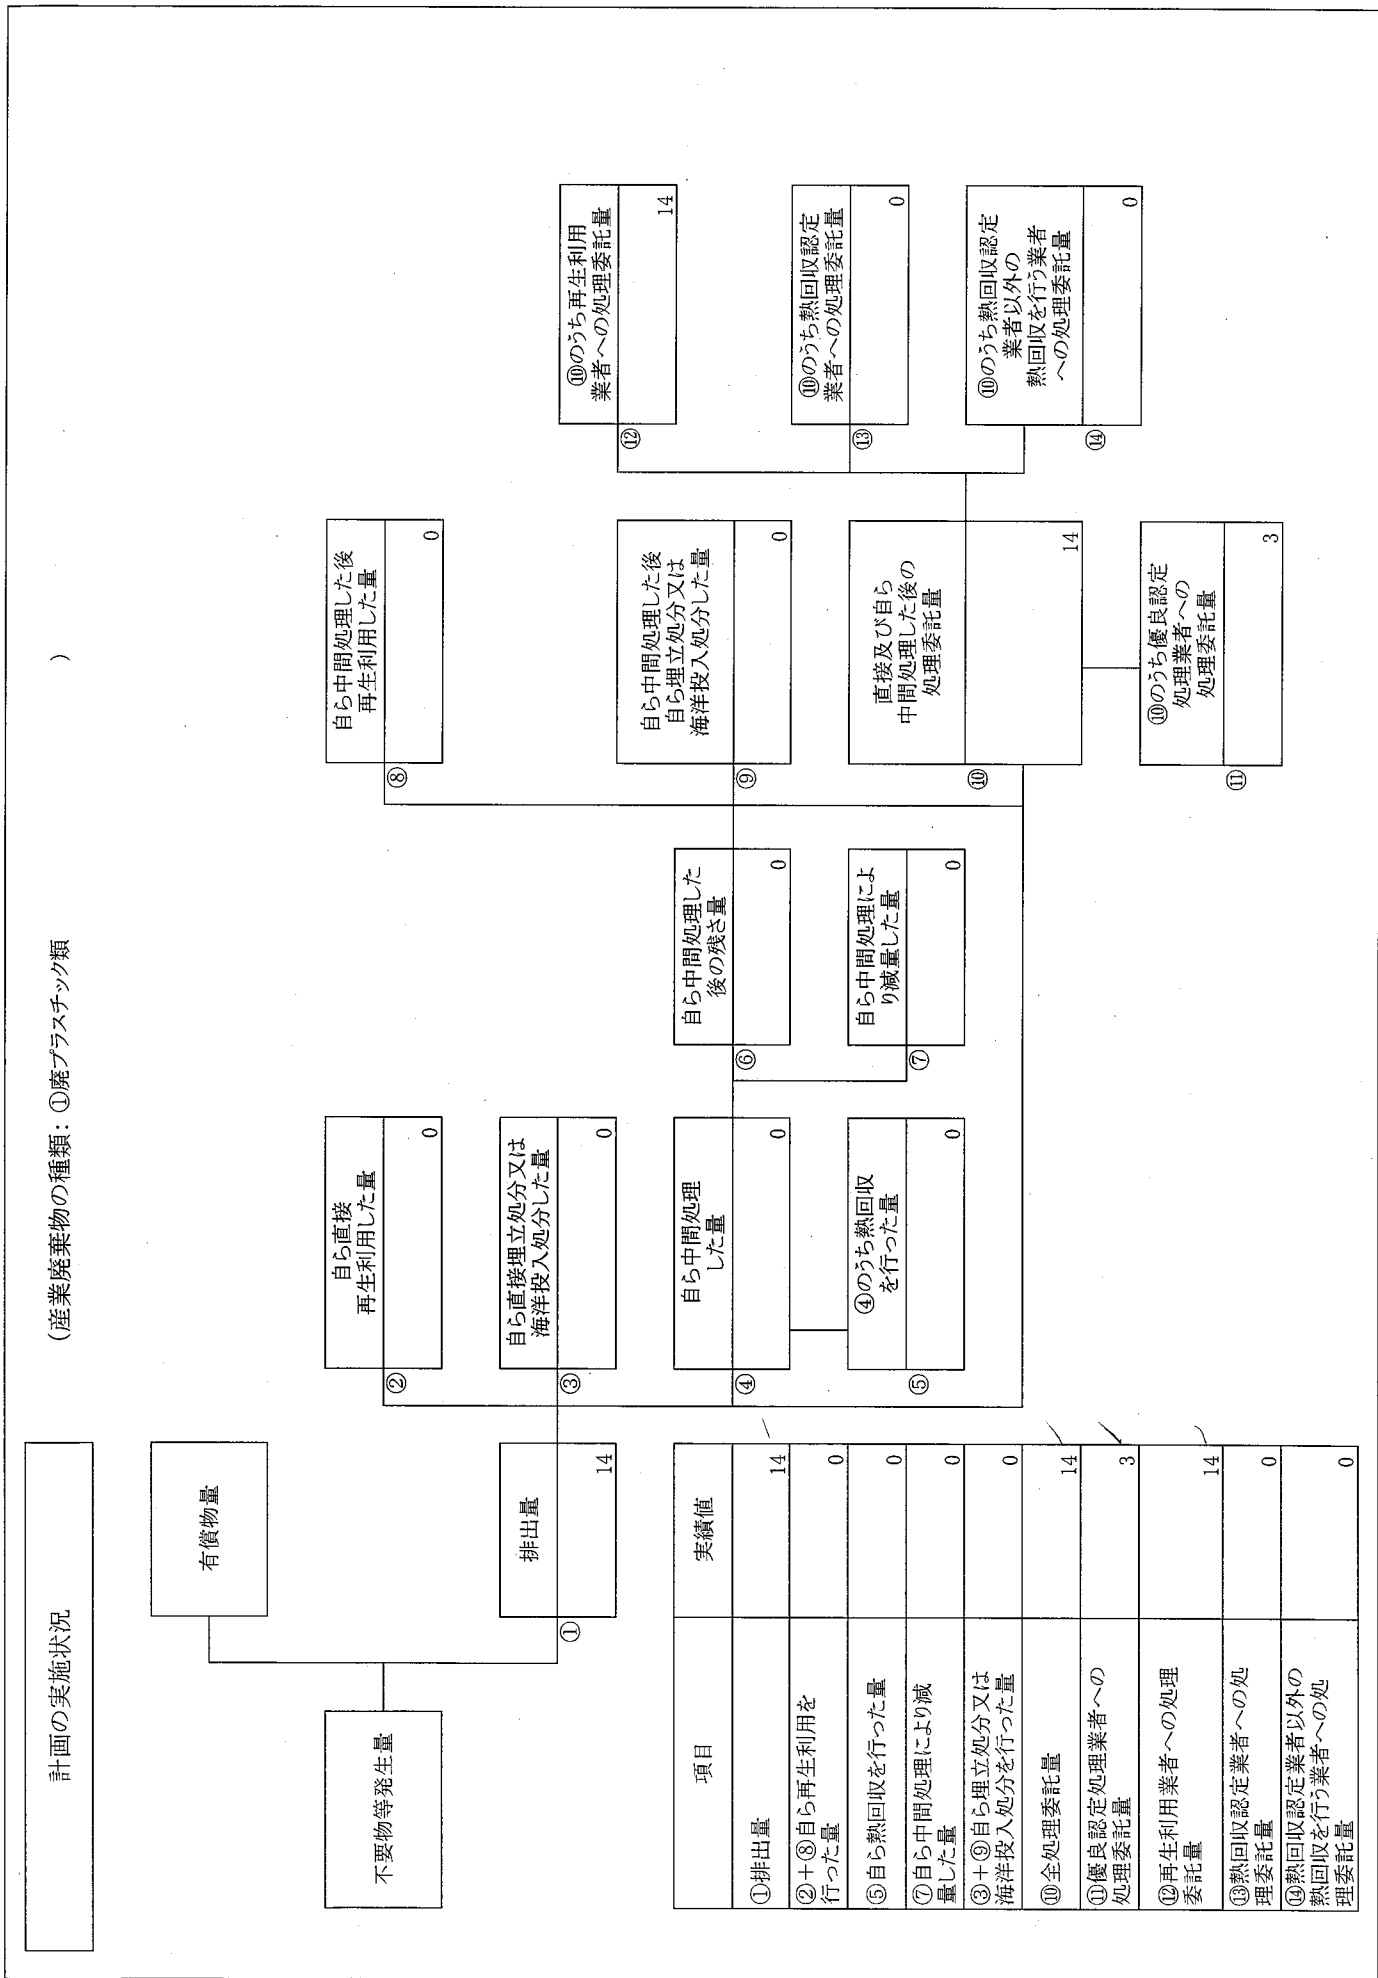 計画の実施状況
(産業廃棄物の種類：①廃プラスチック類 )
不要物等発生量
有償物量
①
排出量
14
②
自ら直接
再生利用した量
0
③
自ら直接埋立処分又は
海洋投入処分した量
0
④
自ら中間処理
した量
0
⑤
④のうち熱回収
を行った量
0
⑥
自ら中間処理した
後の残さ量
0
⑦
自ら中間処理によ
り減量した量
0
⑧
自ら中間処理した後
再生利用した量
0
⑨
自ら中間処理した後
自ら埋立処分又は
海洋投入処分した量
0
⑩
直接及び自ら
中間処理した後の
処理委託量
14
⑪
⑩のうち優良認定
処理業者への
処理委託量
3
⑫
⑩のうち再生利用
業者への処理委託量
14
⑬
⑩のうち熱回収認定
業者への処理委託量
0
⑭
⑩のうち熱回収認定
業者以外の
熱回収を行う業者
への処理委託量
0
項目 実績値
①排出量 14
②+⑧自ら再生利用を
行った量 0
⑤自ら熱回収を行った量 0
⑦自ら中間処理により減
量した量 0
③+⑨自ら埋立処分又は
海洋投入処分を行った量 0
⑩全処理委託量 14
⑪優良認定処理業者への
処理委託量 3
⑫再生利用業者への処理
委託量 14
⑬熱回収認定業者への処
理委託量 0
⑭熱回収認定業者以外の
熱回収を行う業者への処
理委託量 0